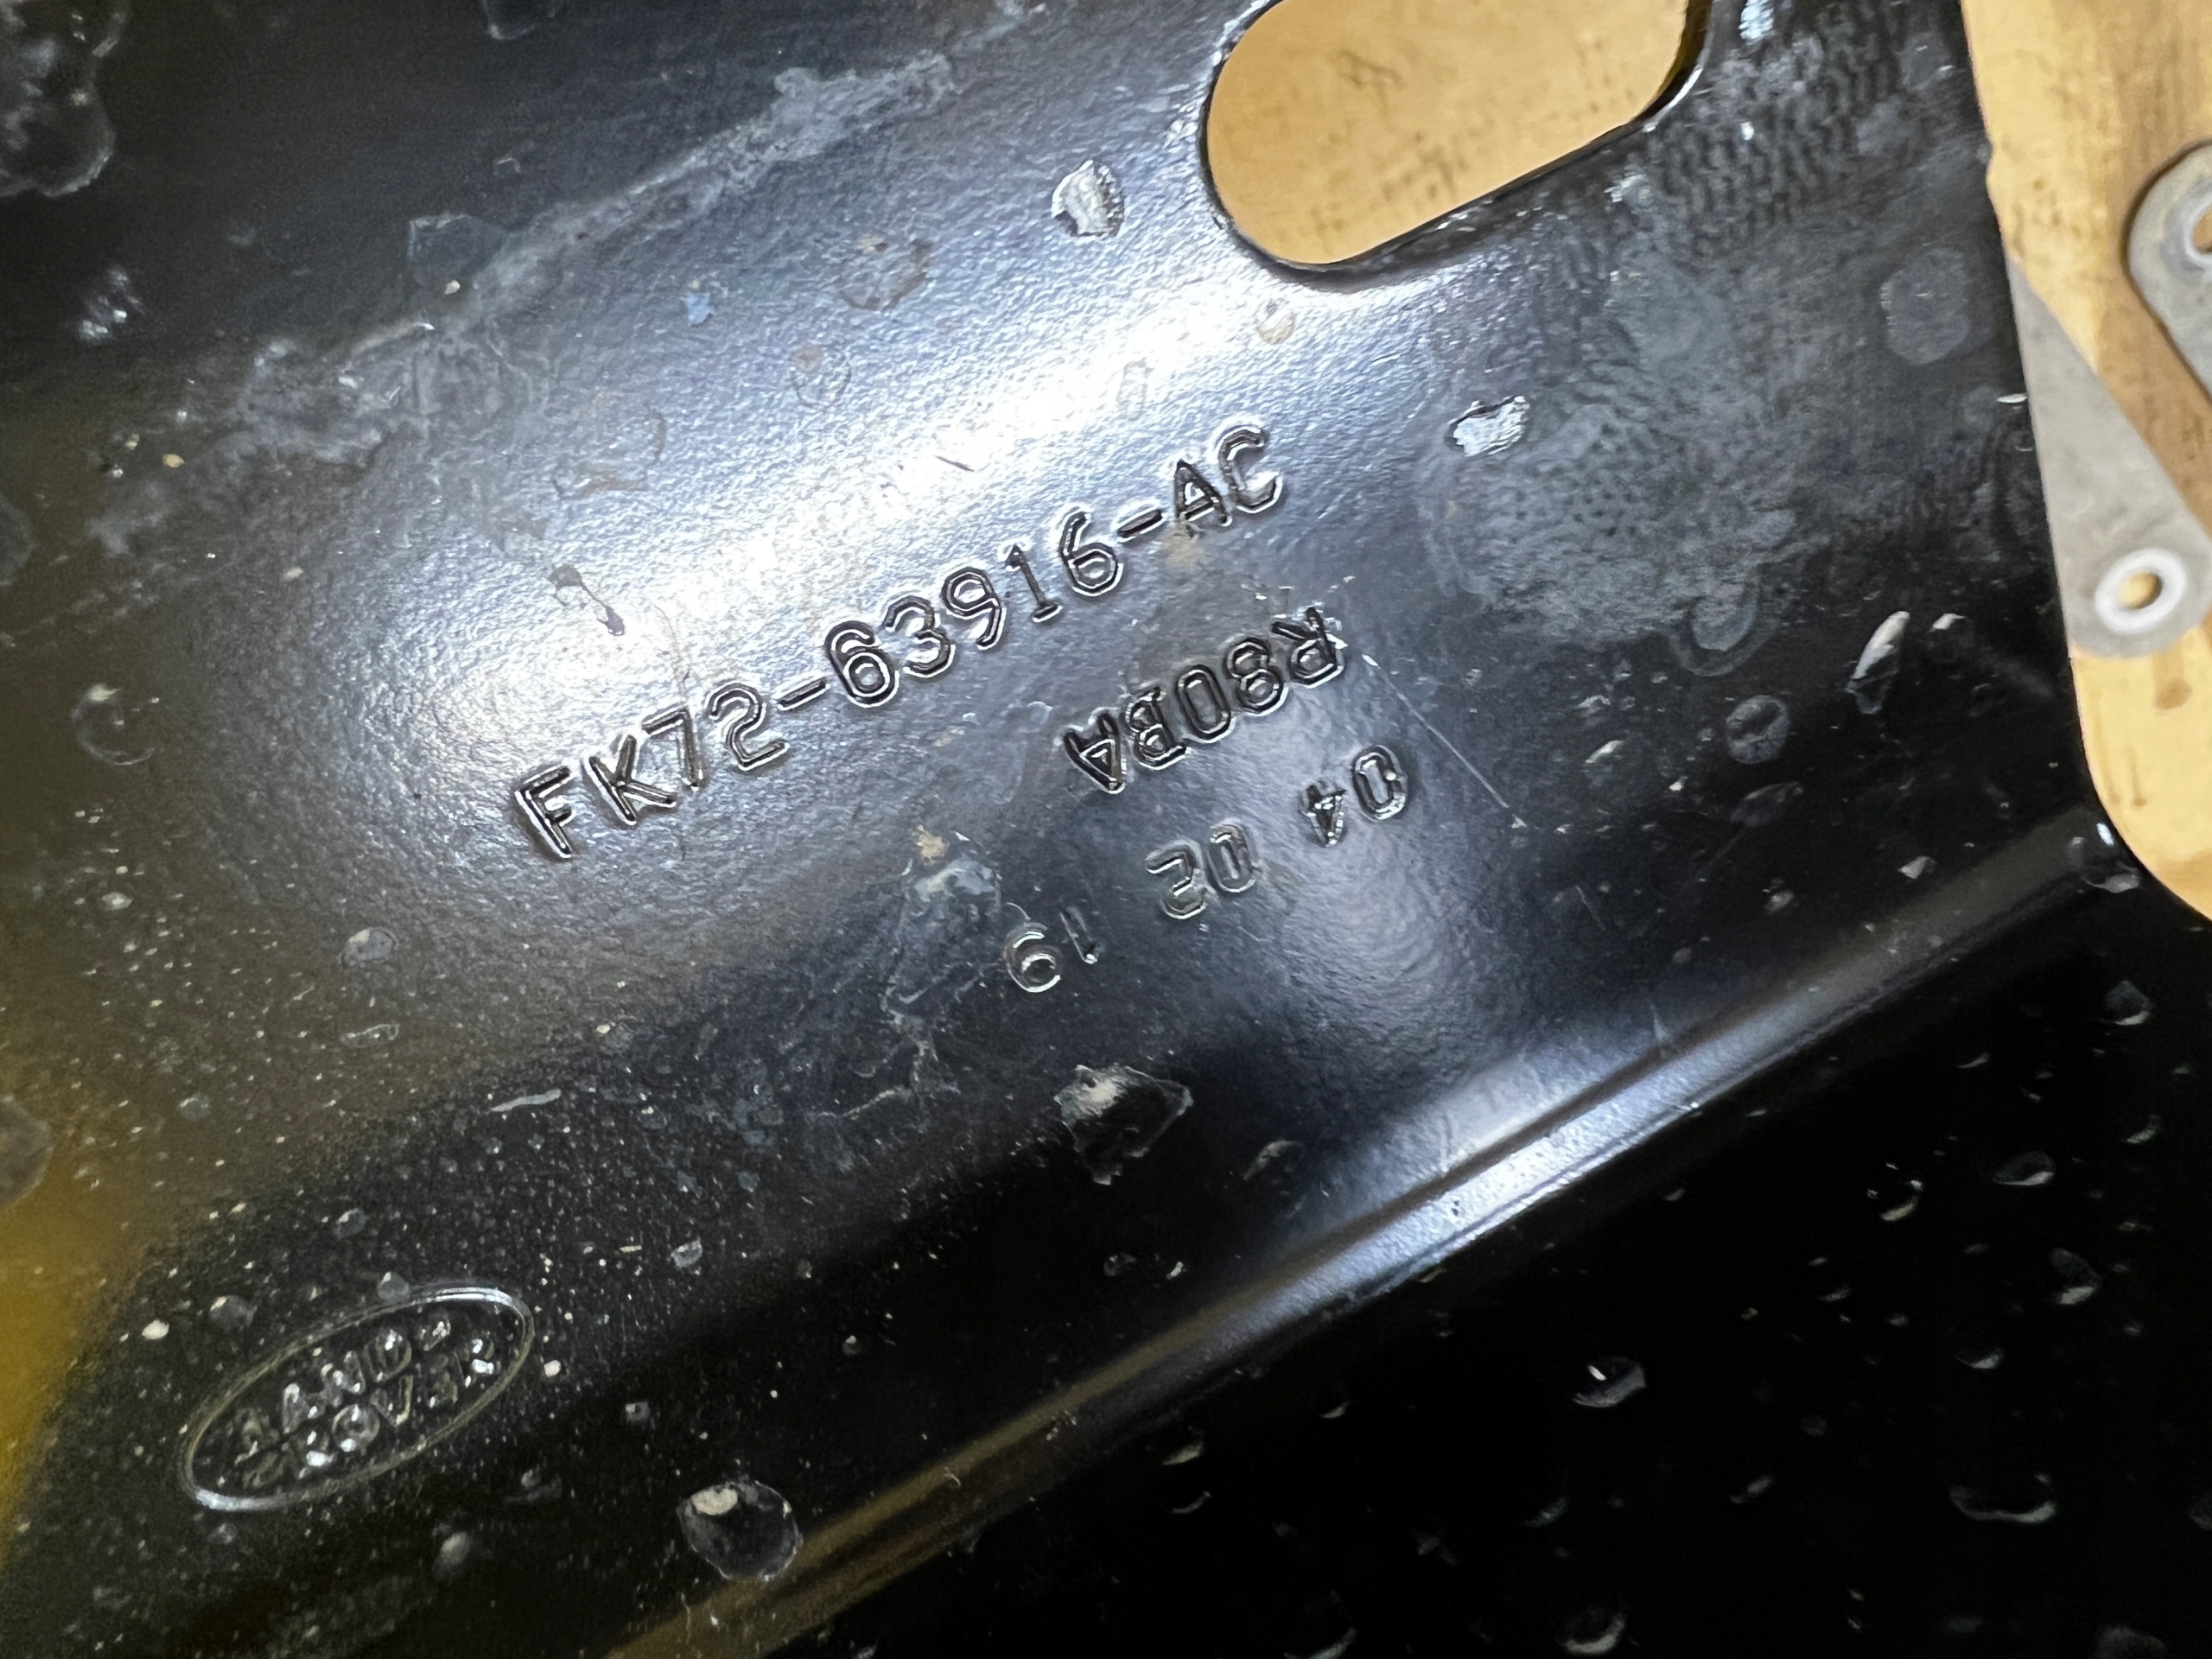 FK72-63916-AC
R80BA
04 02 19
LAND
ROVER